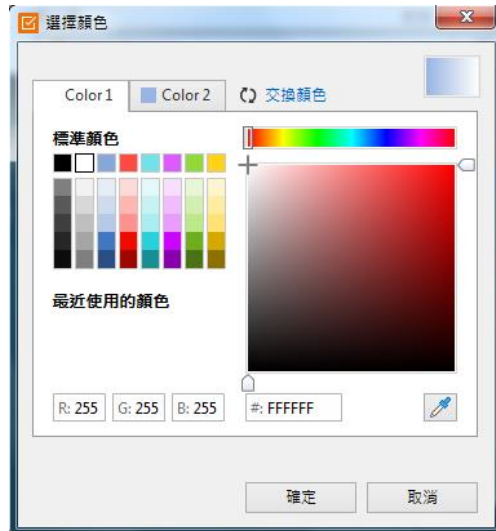 選擇顏色
Color 1
Color 2
交換顏色
標準顏色
最近使用的顏色
R: 255
G: 255
B: 255
#: FFFFFF
確定
取消